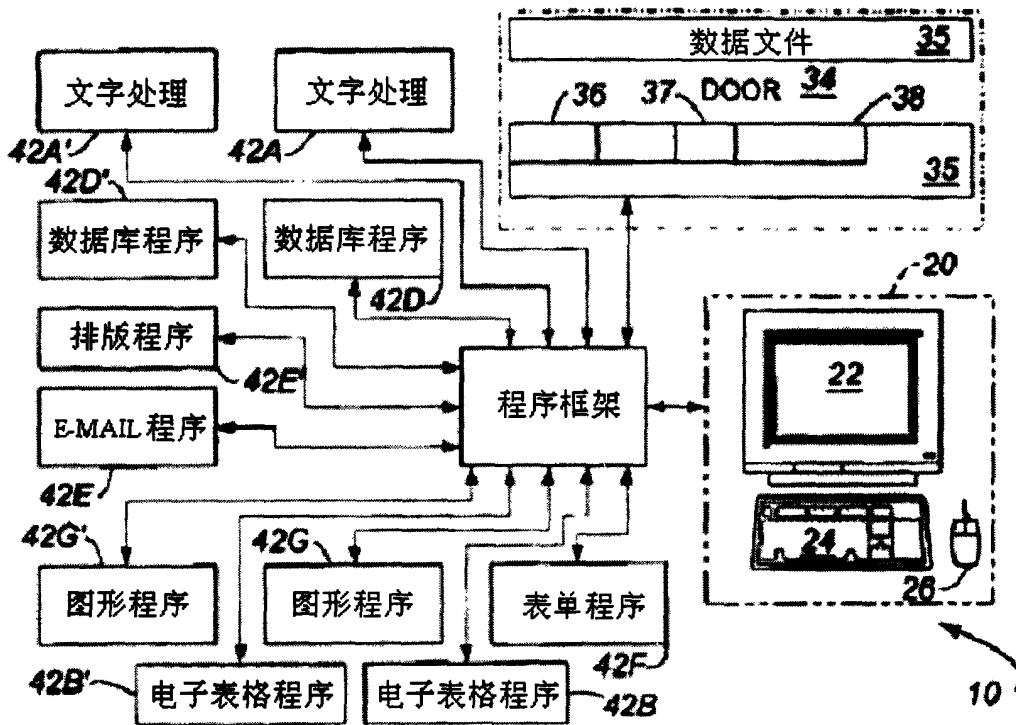 数据文件 35
文字处理
文字处理
36
37
DOOR 34
38
42A'
42A
35
42D'
数据库程序
数据库程序
42D
20
排版程序
42E'
程序框架
22
E-MAIL 程序
42E
42G'
42G
24
26
图形程序
图形程序
表单程序
42F
42B'
电子表格程序
电子表格程序
42B
10